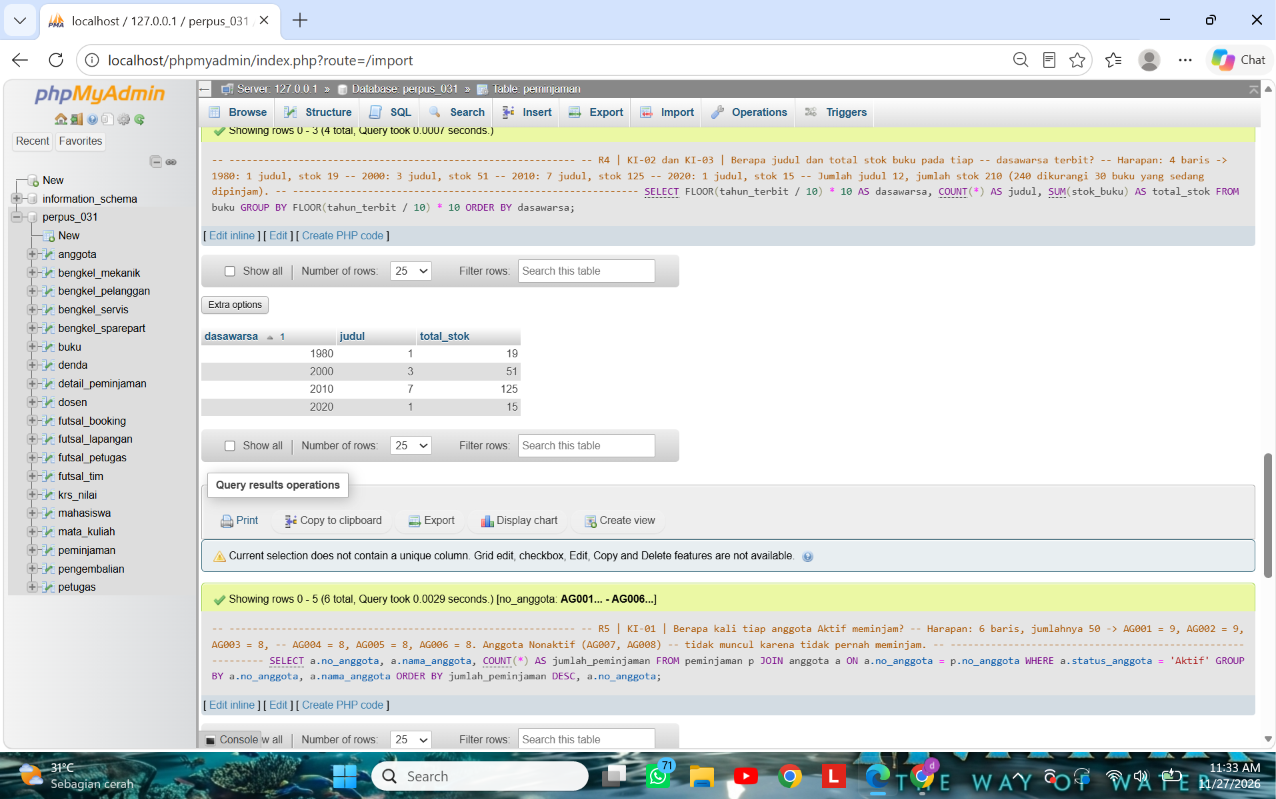 localhost / 127.0.0.1 / perpus_031
localhost/phpmyadmin/index.php?route=/import
Chat
phpMyAdmin
Recent Favorites
New
information_schema
perpus_031
New
anggota
bengkel_mekanik
bengkel_pelanggan
bengkel_servis
bengkel_sparepart
buku
denda
detail_peminjaman
dosen
futsal_booking
futsal_lapangan
futsal_petugas
futsal_tim
krs_nilai
mahasiswa
mata_kuliah
peminjaman
pengembalian
petugas
Server: 127.0.0.1 » Database: perpus_031 » Table: peminjaman
Browse Structure SQL Search Insert Export Import Operations Triggers
Showing rows 0 - 3 (4 total, Query took 0.0007 seconds.)
-- ------------------------------------------------------------ -- R4 | KI-02 dan KI-03 | Berapa judul dan total stok buku pada tiap -- dasawarsa terbit? -- Harapan: 4 baris ->
1980: 1 judul, stok 19 -- 2000: 3 judul, stok 51 -- 2010: 7 judul, stok 125 -- 2020: 1 judul, stok 15 -- Jumlah judul 12, jumlah stok 210 (240 dikurangi 30 buku yang sedang
dipinjam). -- ------------------------------------------------------------ SELECT FLOOR(tahun_terbit / 10) * 10 AS dasawarsa, COUNT(*) AS judul, SUM(stok_buku) AS total_stok FROM
buku GROUP BY FLOOR(tahun_terbit / 10) * 10 ORDER BY dasawarsa;
[ Edit inline ] [ Edit ] [ Create PHP code ]
Show all | Number of rows: 25 Filter rows: Search this table
Extra options
dasawarsa 1 judul total_stok
1980 1 19
2000 3 51
2010 7 125
2020 1 15
Show all | Number of rows: 25 Filter rows: Search this table
Query results operations
Print Copy to clipboard Export Display chart Create view
Current selection does not contain a unique column. Grid edit, checkbox, Edit, Copy and Delete features are not available.
Showing rows 0 - 5 (6 total, Query took 0.0029 seconds.) [no_anggota: AG001... - AG006...]
-- ------------------------------------------------------------ -- R5 | KI-01 | Berapa kali tiap anggota Aktif meminjam? -- Harapan: 6 baris, jumlahnya 50 -> AG001 = 9, AG002 = 9,
AG003 = 8, -- AG004 = 8, AG005 = 8, AG006 = 8. Anggota Nonaktif (AG007, AG008) -- tidak muncul karena tidak pernah meminjam. -- ---------------------------------------------------
--------- SELECT a.no_anggota, a.nama_anggota, COUNT(*) AS jumlah_peminjaman FROM peminjaman p JOIN anggota a ON a.no_anggota = p.no_anggota WHERE a.status_anggota = 'Aktif' GROUP
BY a.no_anggota, a.nama_anggota ORDER BY jumlah_peminjaman DESC, a.no_anggota;
[ Edit inline ] [ Edit ] [ Create PHP code ]
Console w all | Number of rows: 25 Filter rows: Search this table
31°C
Sebagian cerah
Search
71
THE WAY OF WATER
11:33 AM
11/27/2026